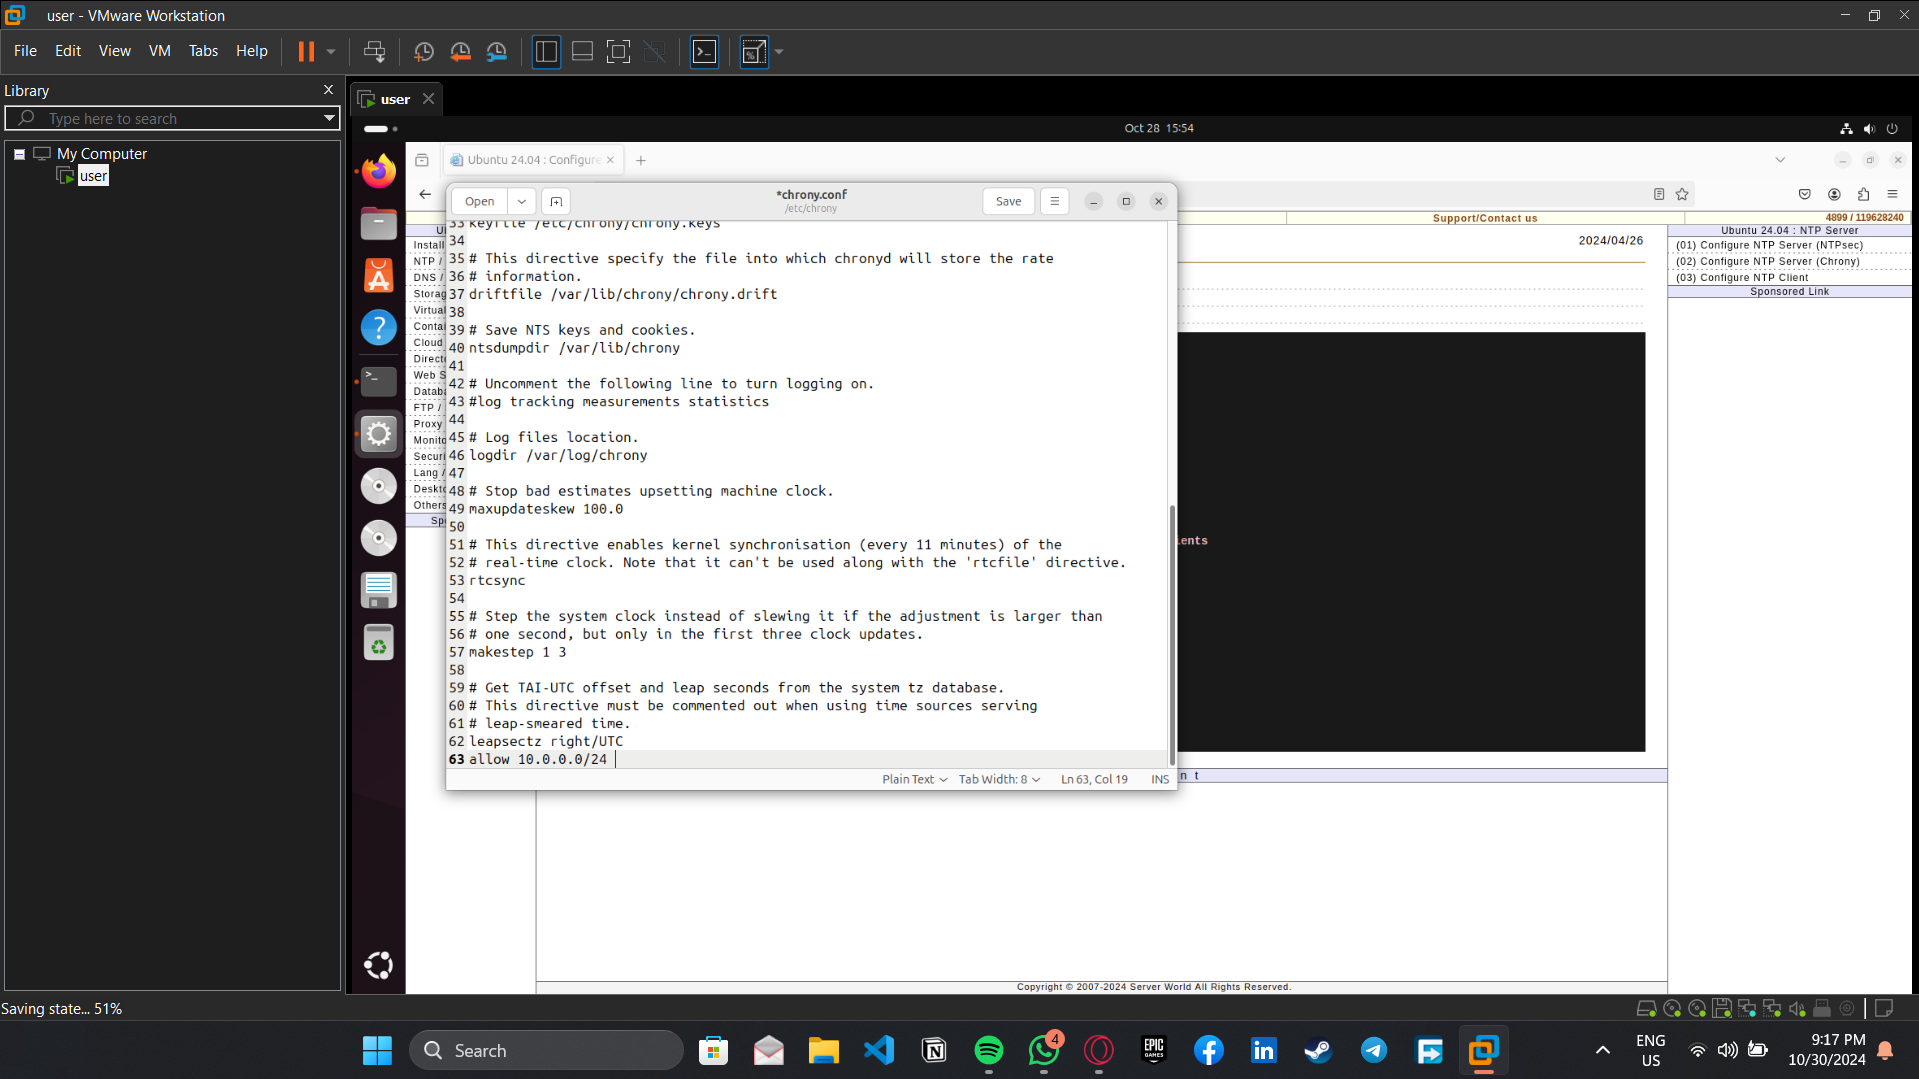 user - VMware Workstation
File Edit View VM Tabs Help
Library
Type here to search
My Computer
user
user
Oct 28 15:54
Ubuntu 24.04 : Configure
Open
*chrony.conf
/etc/chrony
Save
Support/Contact us
4899 / 119628240
2024/04/26
Ubuntu 24.04 : NTP Server
(01) Configure NTP Server (NTPsec)
(02) Configure NTP Server (Chrony)
(03) Configure NTP Client
Sponsored Link
Install
NTP /
DNS /
Storag
Virtual
Contai
Cloud
Direct
Web S
Databa
FTP /
Proxy
Monito
Securi
Lang /
Deskto
Others
Sp
33 keyfile /etc/chrony/chrony.keys
34
35 # This directive specify the file into which chronyd will store the rate
36 # information.
37 driftfile /var/lib/chrony/chrony.drift
38
39 # Save NTS keys and cookies.
40 ntsdumpdir /var/lib/chrony
41
42 # Uncomment the following line to turn logging on.
43 #log tracking measurements statistics
44
45 # Log files location.
46 logdir /var/log/chrony
47
48 # Stop bad estimates upsetting machine clock.
49 maxupdateskew 100.0
50
51 # This directive enables kernel synchronisation (every 11 minutes) of the
52 # real-time clock. Note that it can't be used along with the 'rtcfile' directive.
53 rtcsync
54
55 # Step the system clock instead of slewing it if the adjustment is larger than
56 # one second, but only in the first three clock updates.
57 makestep 1 3
58
59 # Get TAI-UTC offset and leap seconds from the system tz database.
60 # This directive must be commented out when using time sources serving
61 # leap-smeared time.
62 leapsectz right/UTC
63 allow 10.0.0.0/24
Plain Text Tab Width: 8 Ln 63, Col 19 INS
ients
n t
Copyright © 2007-2024 Server World All Rights Reserved.
Saving state... 51%
Search
4
EPIC GAMES
ENG
US
9:17 PM
10/30/2024